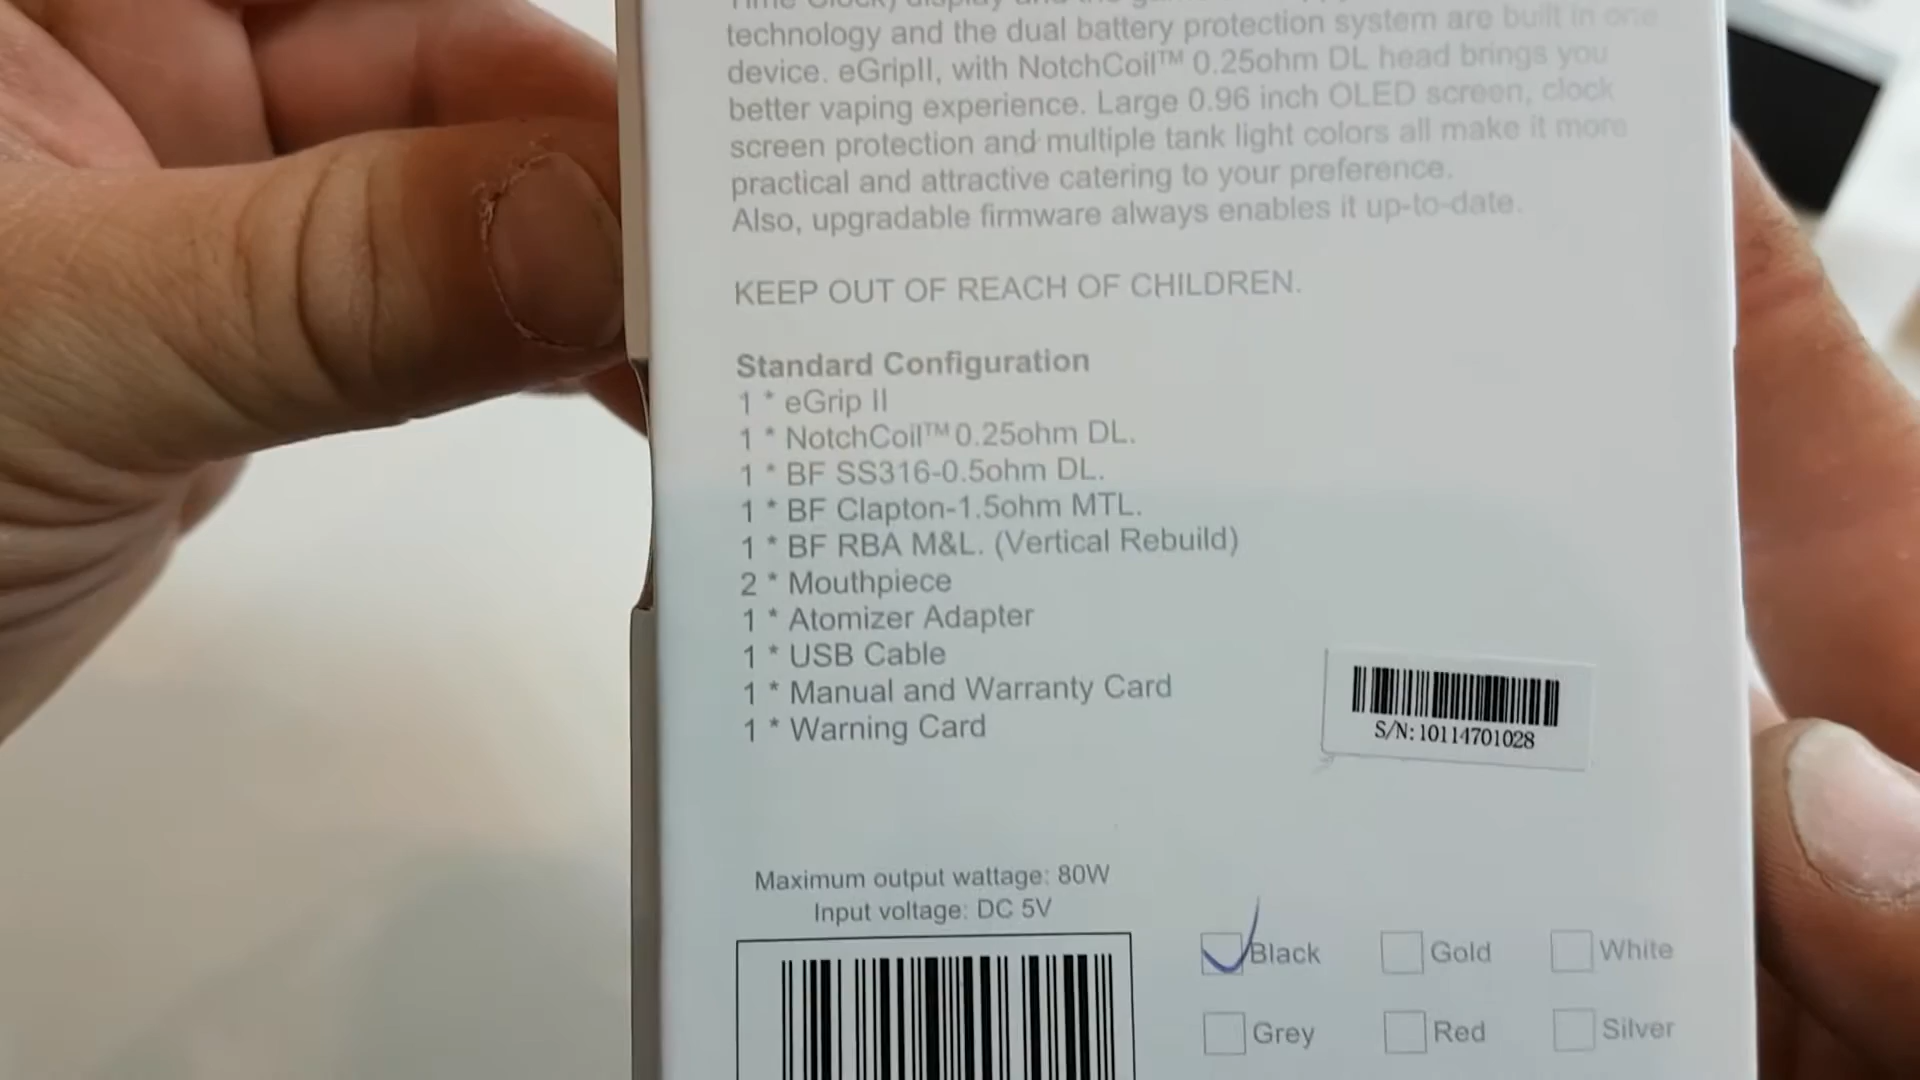 technology and the dual battery protection system are built in one
device. eGripII, with NotchCoil™ 0.25ohm DL head brings you
better vaping experience. Large 0.96 inch OLED screen, clock
screen protection and multiple tank light colors all make it more
practical and attractive catering to your preference.
Also, upgradable firmware always enables it up-to-date.
KEEP OUT OF REACH OF CHILDREN.
Standard Configuration
1 * eGrip II
1 * NotchCoil™ 0.25ohm DL.
1 * BF SS316-0.5ohm DL.
1 * BF Clapton-1.5ohm MTL.
1 * BF RBA M&L. (Vertical Rebuild)
2 * Mouthpiece
1 * Atomizer Adapter
1 * USB Cable
1 * Manual and Warranty Card
1 * Warning Card
S/N: 10114701028
Maximum output wattage: 80W
Input voltage: DC 5V
Black Gold White
Grey Red Silver